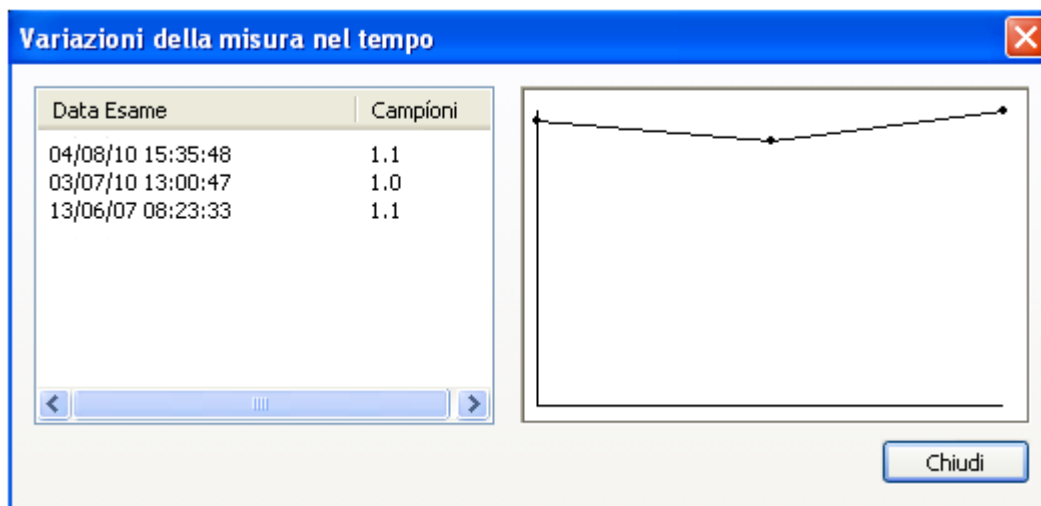 Variazioni della misura nel tempo
Data Esame Campíoni
04/08/10 15:35:48 1.1
03/07/10 13:00:47 1.0
13/06/07 08:23:33 1.1
Chiudi